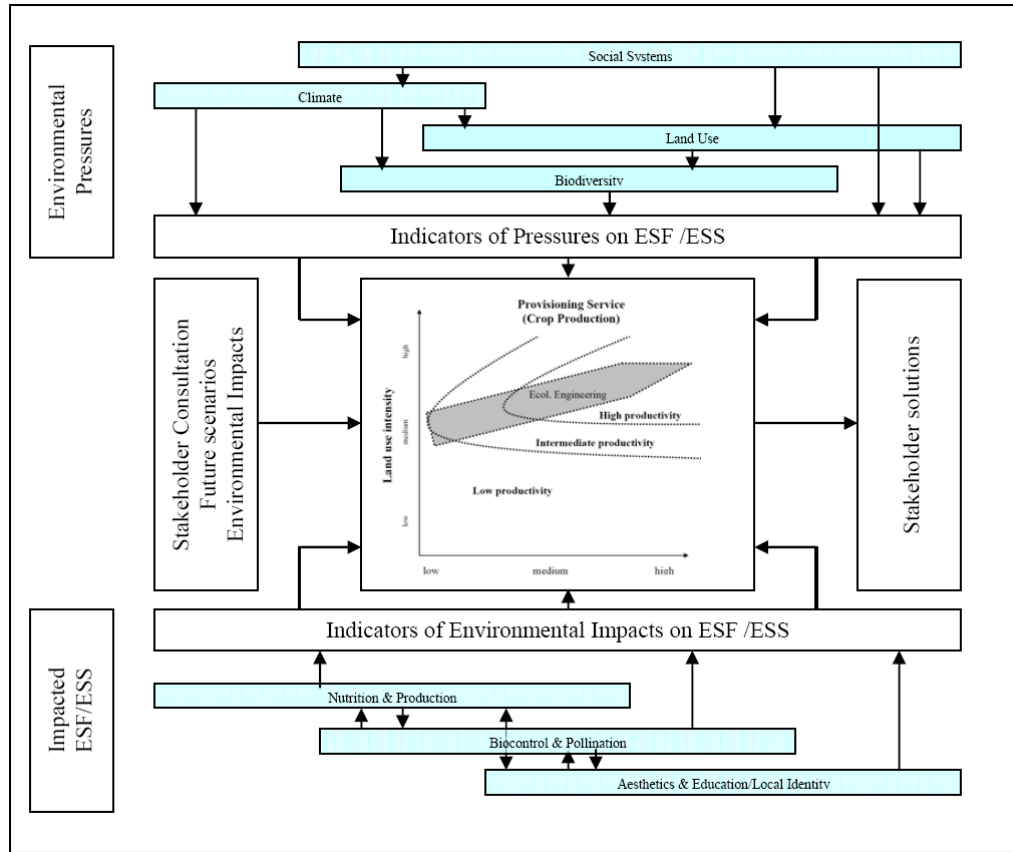 Environmental
Pressures
Social Systems
Climate
Land Use
Biodiversity
Indicators of Pressures on ESF /ESS
Stakeholder Consultation
Future scenarios
Environmental Impacts
Provisioning Service
(Crop Production)
Land use intensity
high
medium
low
Ecol. Engineering
High productivity
Intermediate productivity
Low productivity
low medium high
Stakeholder solutions
Indicators of Environmental Impacts on ESF /ESS
Impacted
ESF/ESS
Nutrition & Production
Biocontrol & Pollination
Aesthetics & Education/Local Identity